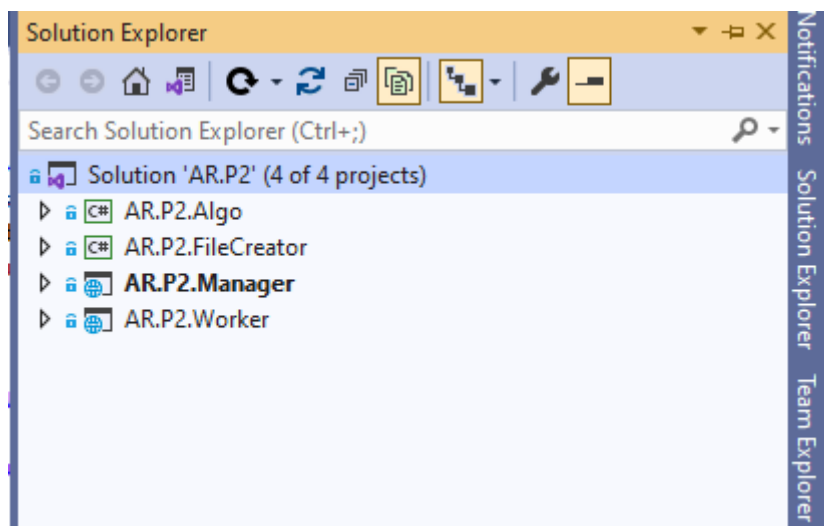 Solution Explorer
Search Solution Explorer (Ctrl+;)
Solution 'AR.P2' (4 of 4 projects)
C# AR.P2.Algo
C# AR.P2.FileCreator
AR.P2.Manager
AR.P2.Worker
Notifications
Solution Explorer
Team Explorer